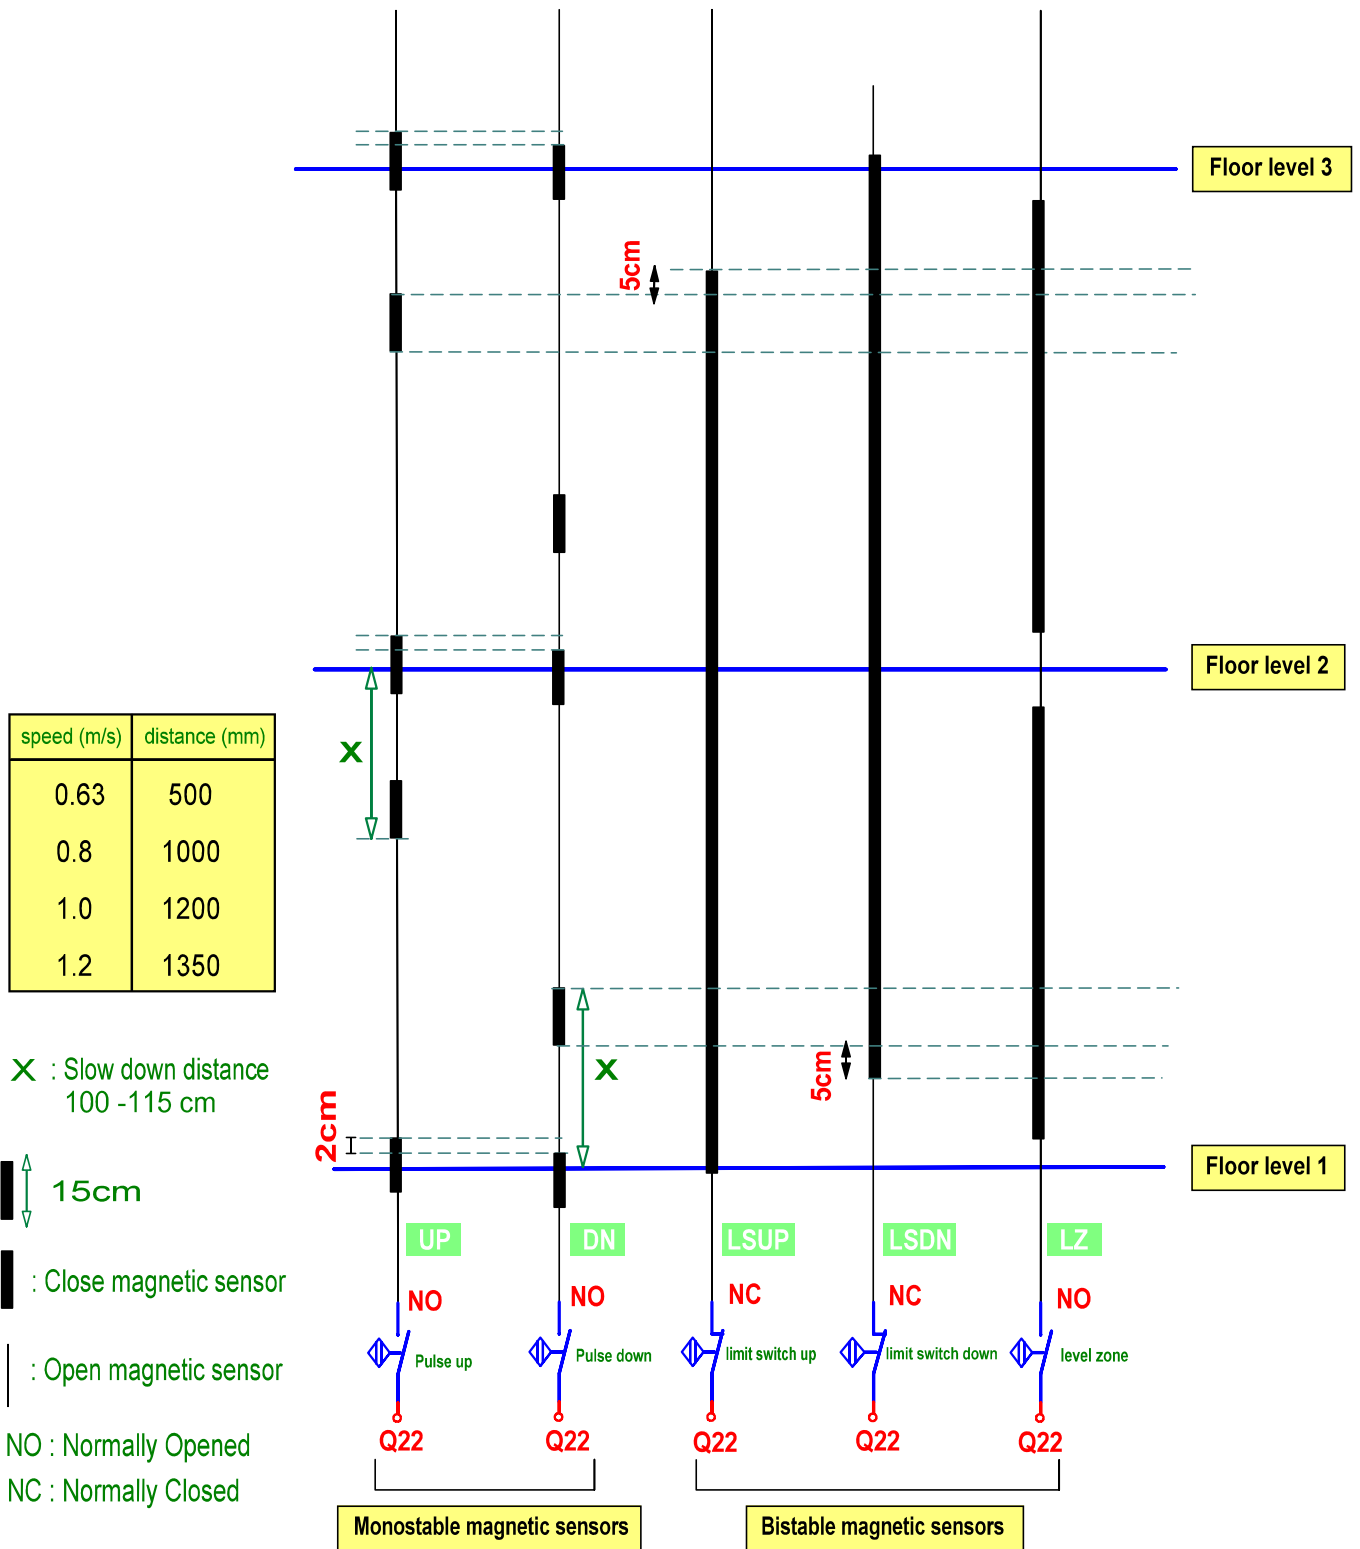 Floor level 3
5cm
Floor level 2
X
speed (m/s) distance (mm)
0.63 500
0.8 1000
1.0 1200
1.2 1350
X : Slow down distance
100 -115 cm
X
5cm
2cm
Floor level 1
15cm
UP DN LSUP LSDN LZ
: Close magnetic sensor
NO NO NC NC NO
Pulse up Pulse down limit switch up limit switch down level zone
: Open magnetic sensor
Q22 Q22 Q22 Q22 Q22
NO : Normally Opened
NC : Normally Closed
Monostable magnetic sensors Bistable magnetic sensors